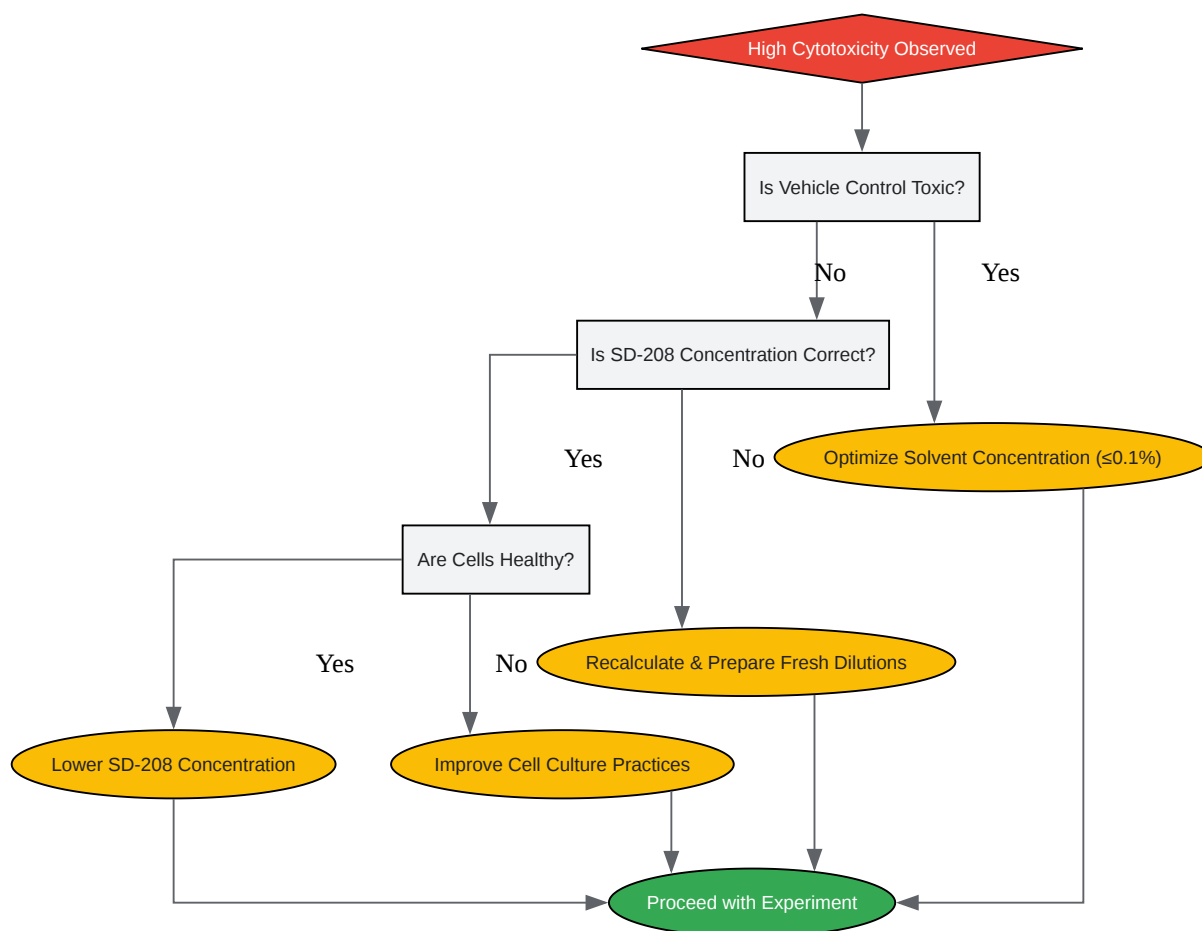 High Cytotoxicity Observed
Is Vehicle Control Toxic?
No
Yes
Is SD-208 Concentration Correct?
Yes
No
Optimize Solvent Concentration (≤0.1%)
Are Cells Healthy?
Yes
No
Recalculate & Prepare Fresh Dilutions
Lower SD-208 Concentration
Improve Cell Culture Practices
Proceed with Experiment